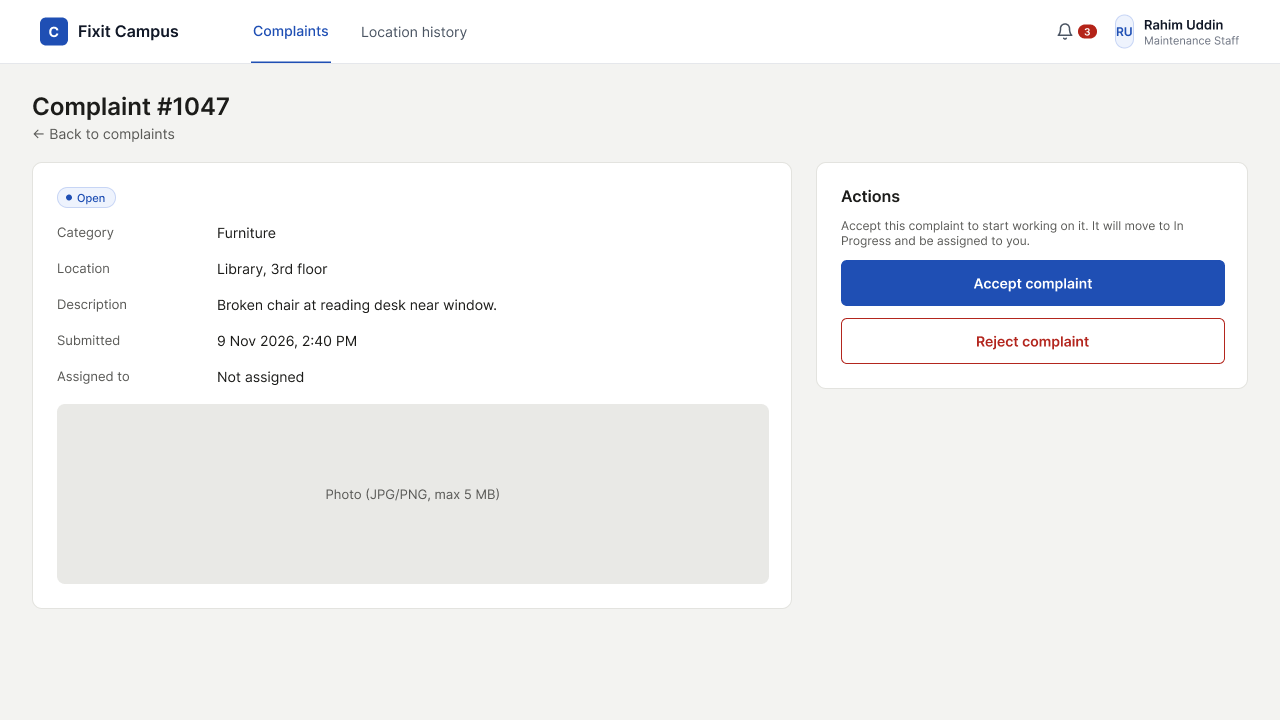 C Fixit Campus Complaints Location history 3 RU Rahim Uddin
Maintenance Staff
Complaint #1047
← Back to complaints
Open
Category Furniture
Location Library, 3rd floor
Description Broken chair at reading desk near window.
Submitted 9 Nov 2026, 2:40 PM
Assigned to Not assigned
Photo (JPG/PNG, max 5 MB)
Actions
Accept this complaint to start working on it. It will move to In
Progress and be assigned to you.
Accept complaint
Reject complaint